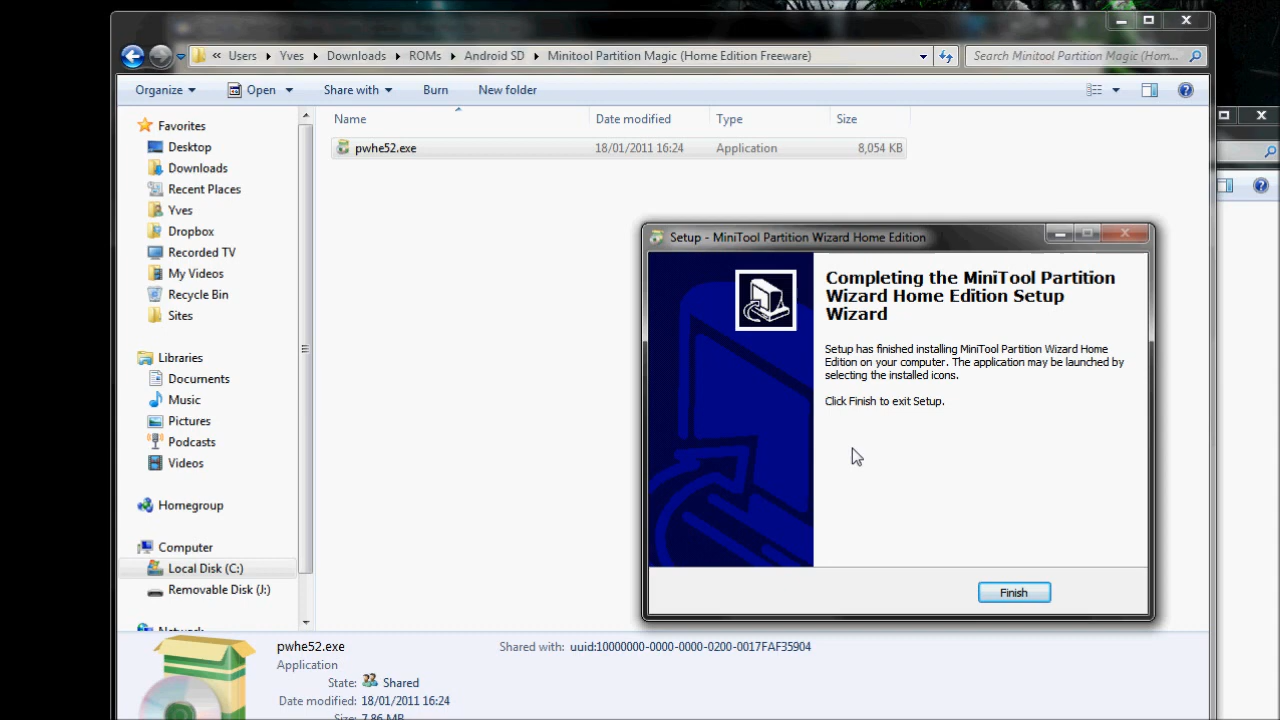 « Users ▸ Yves ▸ Downloads ▸ ROMs ▸ Android SD ▸ Minitool Partition Magic (Home Edition Freeware)
Search Minitool Partition Magic (Hom...
Organize Open Share with Burn New folder
Name Date modified Type Size
pwhe52.exe 18/01/2011 16:24 Application 8,054 KB
Favorites
Desktop
Downloads
Recent Places
Yves
Dropbox
Recorded TV
My Videos
Recycle Bin
Sites
Libraries
Documents
Music
Pictures
Podcasts
Videos
Homegroup
Computer
Local Disk (C:)
Removable Disk (J:)
Network
Setup - MiniTool Partition Wizard Home Edition
Completing the MiniTool Partition
Wizard Home Edition Setup
Wizard
Setup has finished installing MiniTool Partition Wizard Home
Edition on your computer. The application may be launched by
selecting the installed icons.
Click Finish to exit Setup.
Finish
pwhe52.exe
Application
State: Shared
Date modified: 18/01/2011 16:24
Size: 7.86 MB
Shared with: uuid:10000000-0000-0000-0200-0017FAF35904